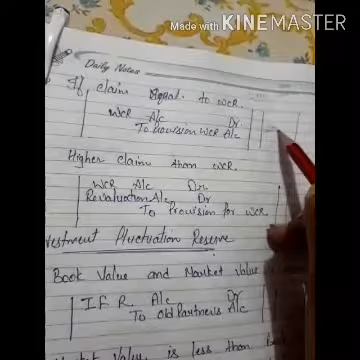 Made with KINEMASTER
Daily Notes
If claim equal to WCR.
WCR A/c Dr
To Provision WCR A/c
Higher claim than WCR.
WCR A/c Dr.
Revaluation A/c Dr
To Provision for WCR
Investment Fluctuation Reserve
Book Value and Market Value
IFR A/c Dr
To Old Partners A/c
Market Value is less than